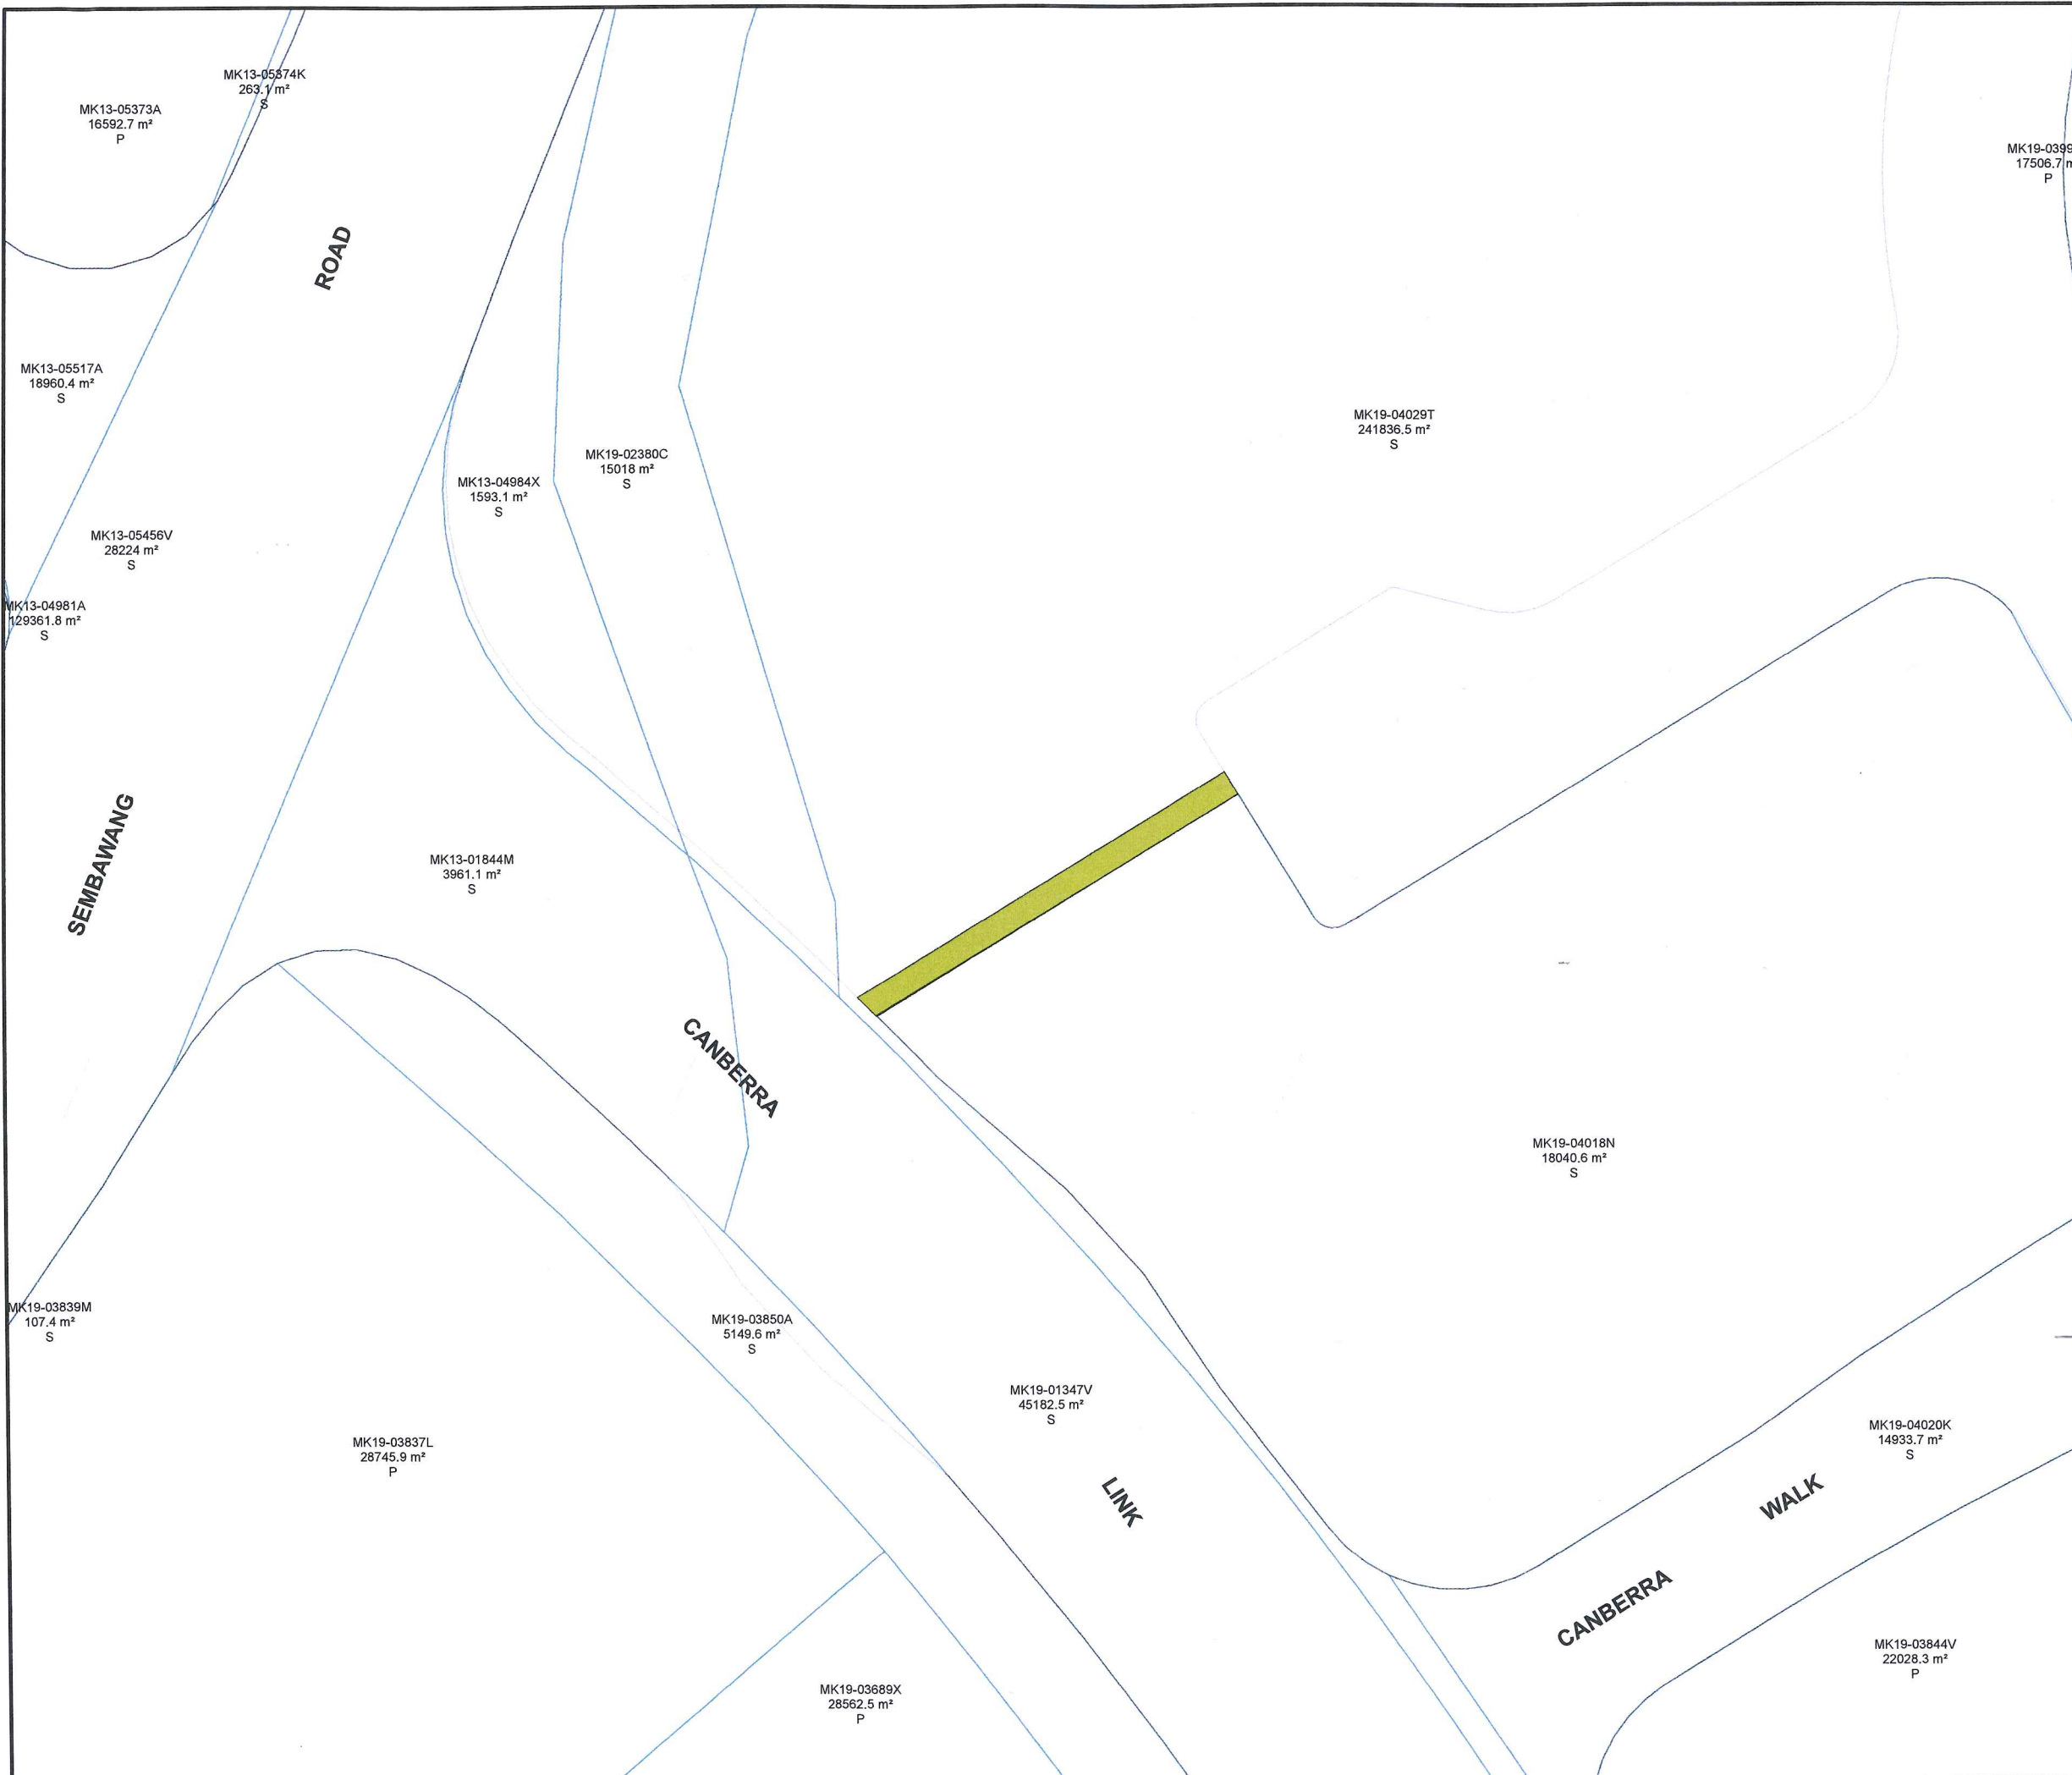 MK13-05374K
263.1 m²
S
MK13-05373A
16592.7 m²
P
MK19-0399
17506.7 m
P
ROAD
MK13-05517A
18960.4 m²
S
MK19-04029T
241836.5 m²
S
MK19-02380C
15018 m²
S
MK13-04984X
1593.1 m²
S
MK13-05456V
28224 m²
S
MK13-04981A
129361.8 m²
S
SEMBAWANG
MK13-01844M
3961.1 m²
S
CANBERRA
MK19-04018N
18040.6 m²
S
MK19-03839M
107.4 m²
S
MK19-03850A
5149.6 m²
S
MK19-01347V
45182.5 m²
S
MK19-04020K
14933.7 m²
S
MK19-03837L
28745.9 m²
P
LINK
WALK
CANBERRA
MK19-03844V
22028.3 m²
P
MK19-03689X
28562.5 m²
P